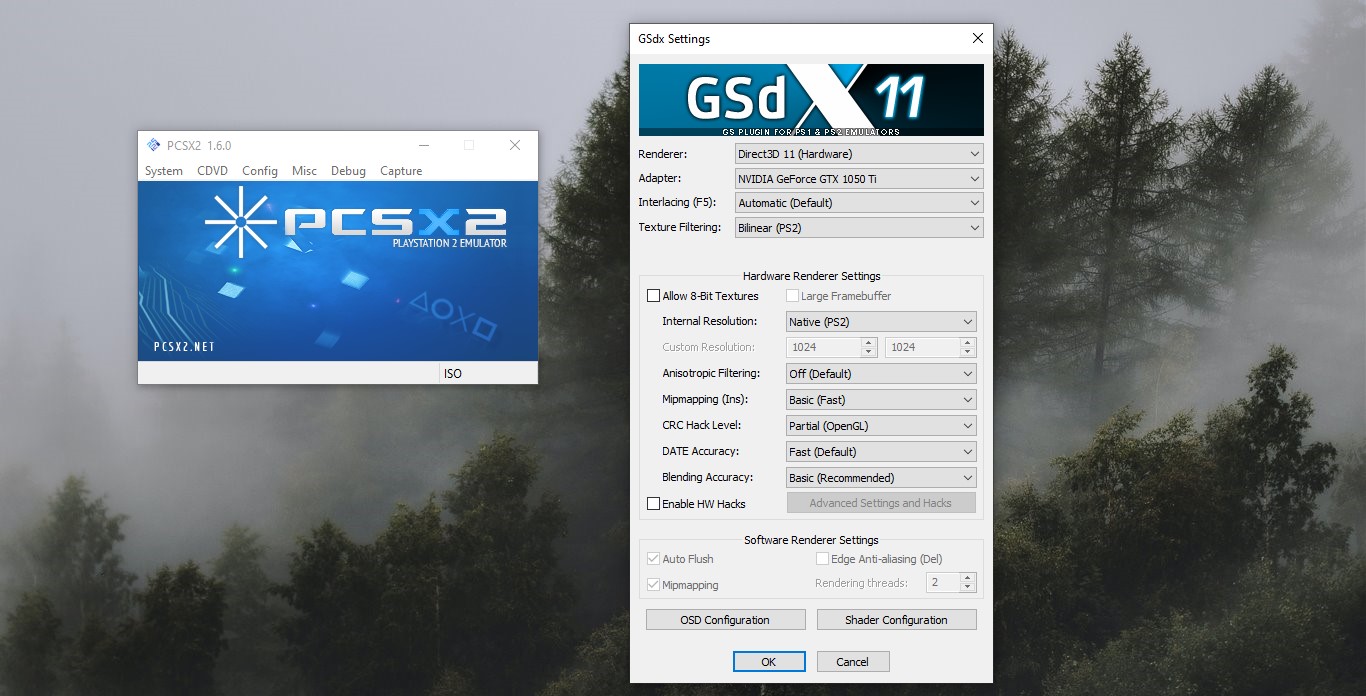 PCSX2 1.6.0
System CDVD Config Misc Debug Capture
PCSX2
PLAYSTATION 2 EMULATOR
PCSX2.NET
ISO
GSdx Settings
GSdX 11
GS PLUGIN FOR PS1 & PS2 EMULATORS
Renderer: Direct3D 11 (Hardware)
Adapter: NVIDIA GeForce GTX 1050 Ti
Interlacing (F5): Automatic (Default)
Texture Filtering: Bilinear (PS2)
Hardware Renderer Settings
Allow 8-Bit Textures Large Framebuffer
Internal Resolution: Native (PS2)
Custom Resolution: 1024 1024
Anisotropic Filtering: Off (Default)
Mipmapping (Ins): Basic (Fast)
CRC Hack Level: Partial (OpenGL)
DATE Accuracy: Fast (Default)
Blending Accuracy: Basic (Recommended)
Enable HW Hacks Advanced Settings and Hacks
Software Renderer Settings
Auto Flush Edge Anti-aliasing (Del)
Mipmapping Rendering threads: 2
OSD Configuration Shader Configuration
OK Cancel